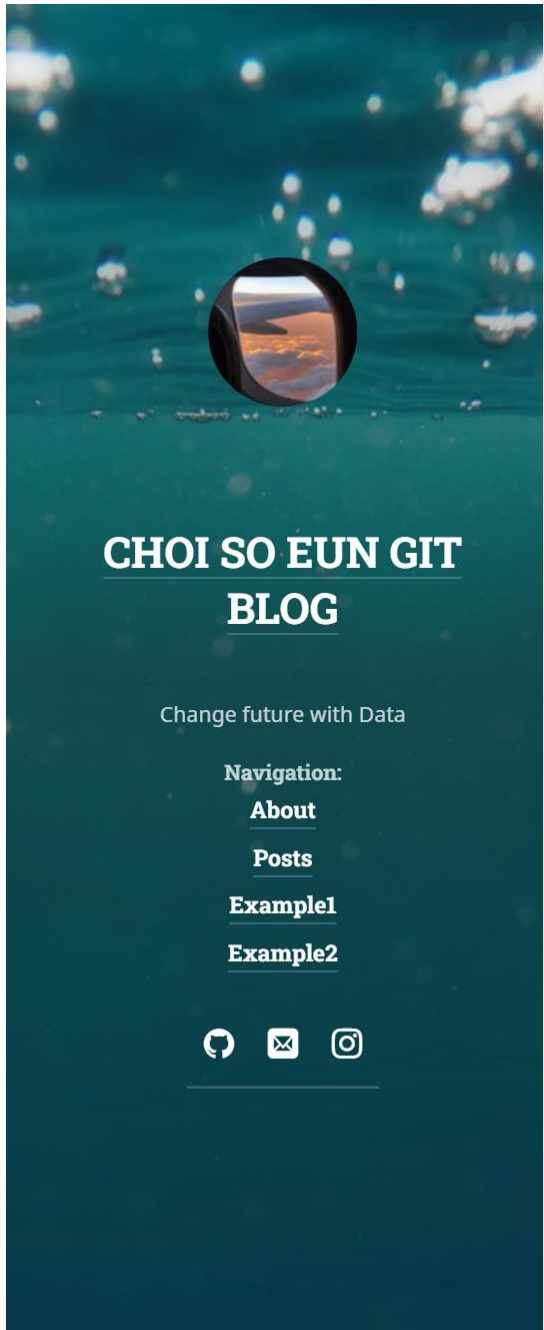 CHOI SO EUN GIT
BLOG
Change future with Data
Navigation:
About
Posts
Example1
Example2